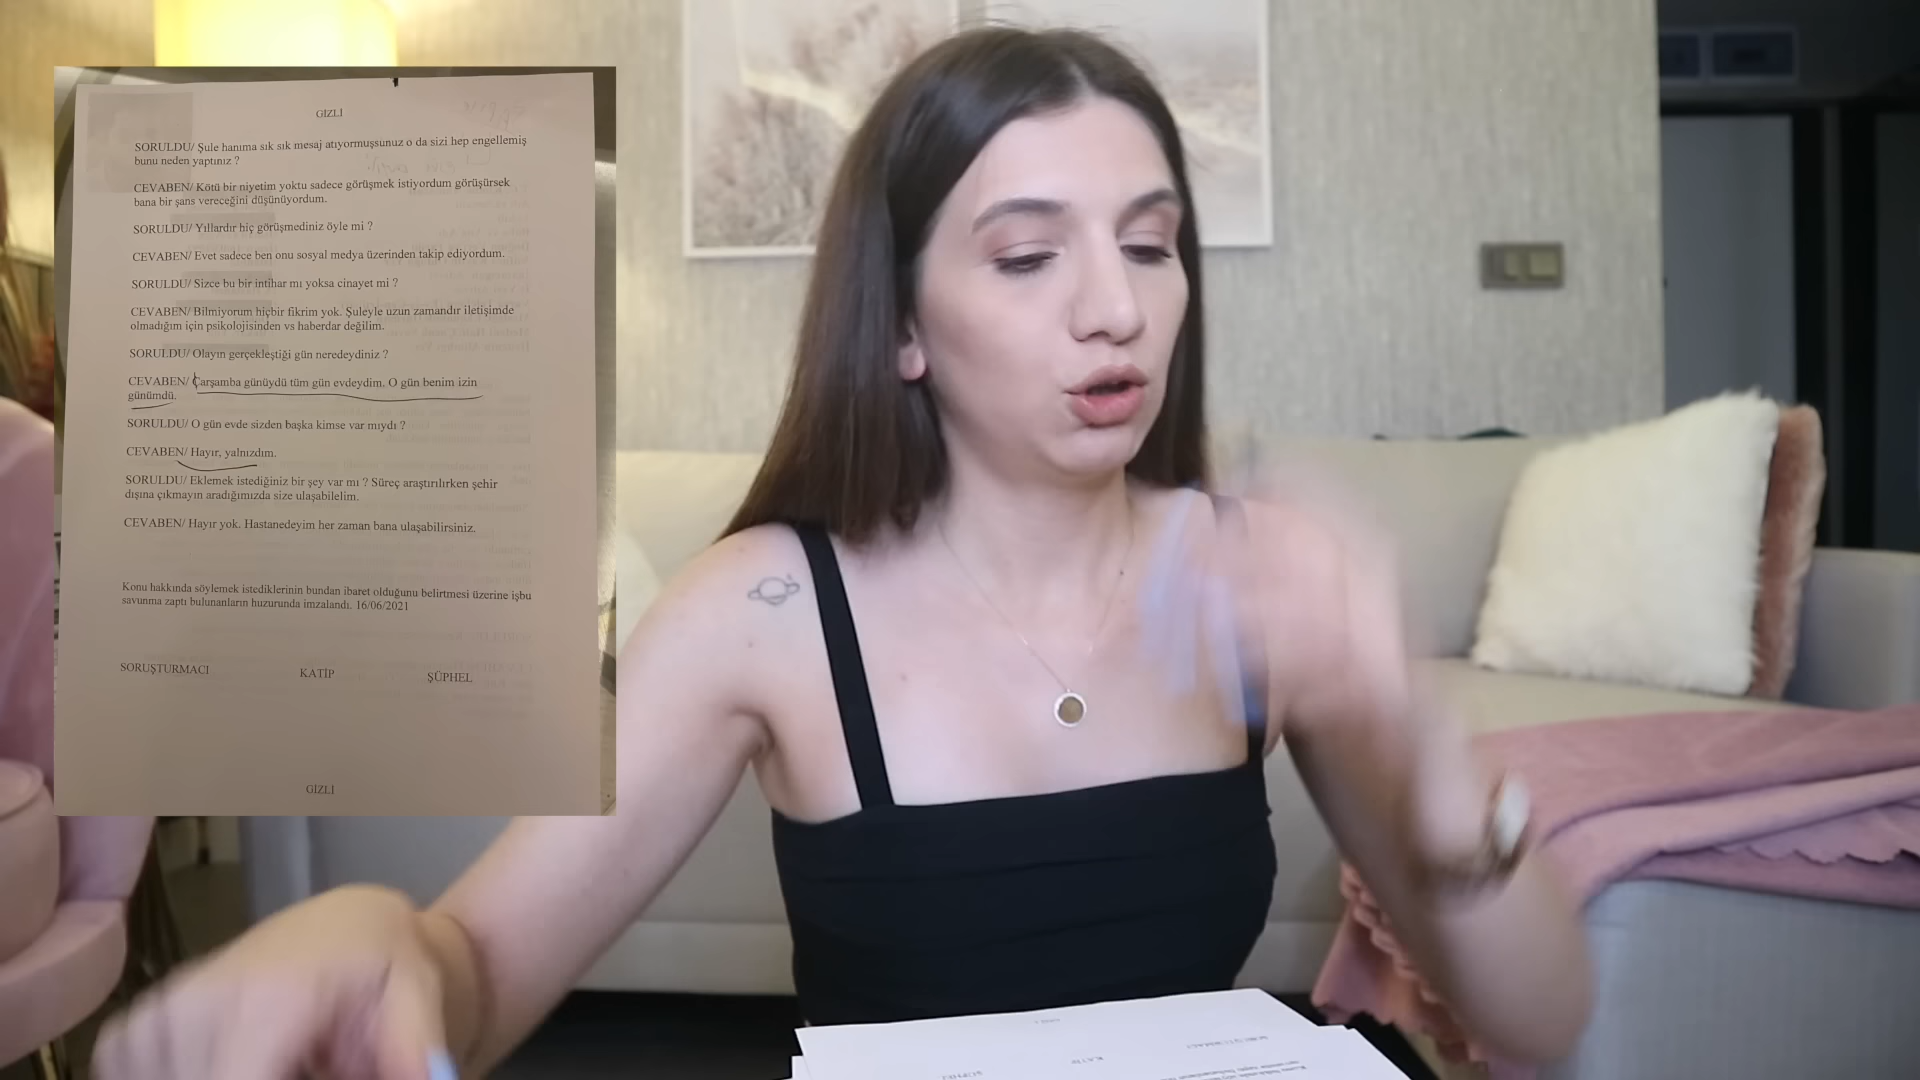 GİZLİ
SORULDU/ Şule hanıma sık sık mesaj atıyormuşsunuz o da sizi hep engellemiş
bunu neden yaptınız ?
CEVABEN/ Kötü bir niyetim yoktu sadece görüşmek istiyordum görüşürsek
bana bir şans vereceğini düşünüyordum.
SORULDU/ Yıllardır hiç görüşmediniz öyle mi ?
CEVABEN/ Evet sadece ben onu sosyal medya üzerinden takip ediyordum.
SORULDU/ Sizce bu bir intihar mı yoksa cinayet mi ?
CEVABEN/ Bilmiyorum hiçbir fikrim yok. Şuleyle uzun zamandır iletişimde
olmadığım için psikolojisinden vs haberdar değilim.
SORULDU/ Olayın gerçekleştiği gün neredeydiniz ?
CEVABEN/ Çarşamba günüydü tüm gün evdeydim. O gün benim izin
günümdü.
SORULDU/ O gün evde sizden başka kimse var mıydı ?
CEVABEN/ Hayır, yalnızdım.
SORULDU/ Eklemek istediğiniz bir şey var mı ? Süreç araştırılırken şehir
dışına çıkmayın aradığımızda size ulaşabilelim.
CEVABEN/ Hayır yok. Hastanedeyim her zaman bana ulaşabilirsiniz.
Konu hakkında söylemek istediklerinin bundan ibaret olduğunu belirtmesi üzerine işbu
savunma zaptı bulunanların huzurunda imzalandı. 16/06/2021
SORUŞTURMACI KATİP ŞÜPHEL
GİZLİ
SORUŞTURMACI
KATİP